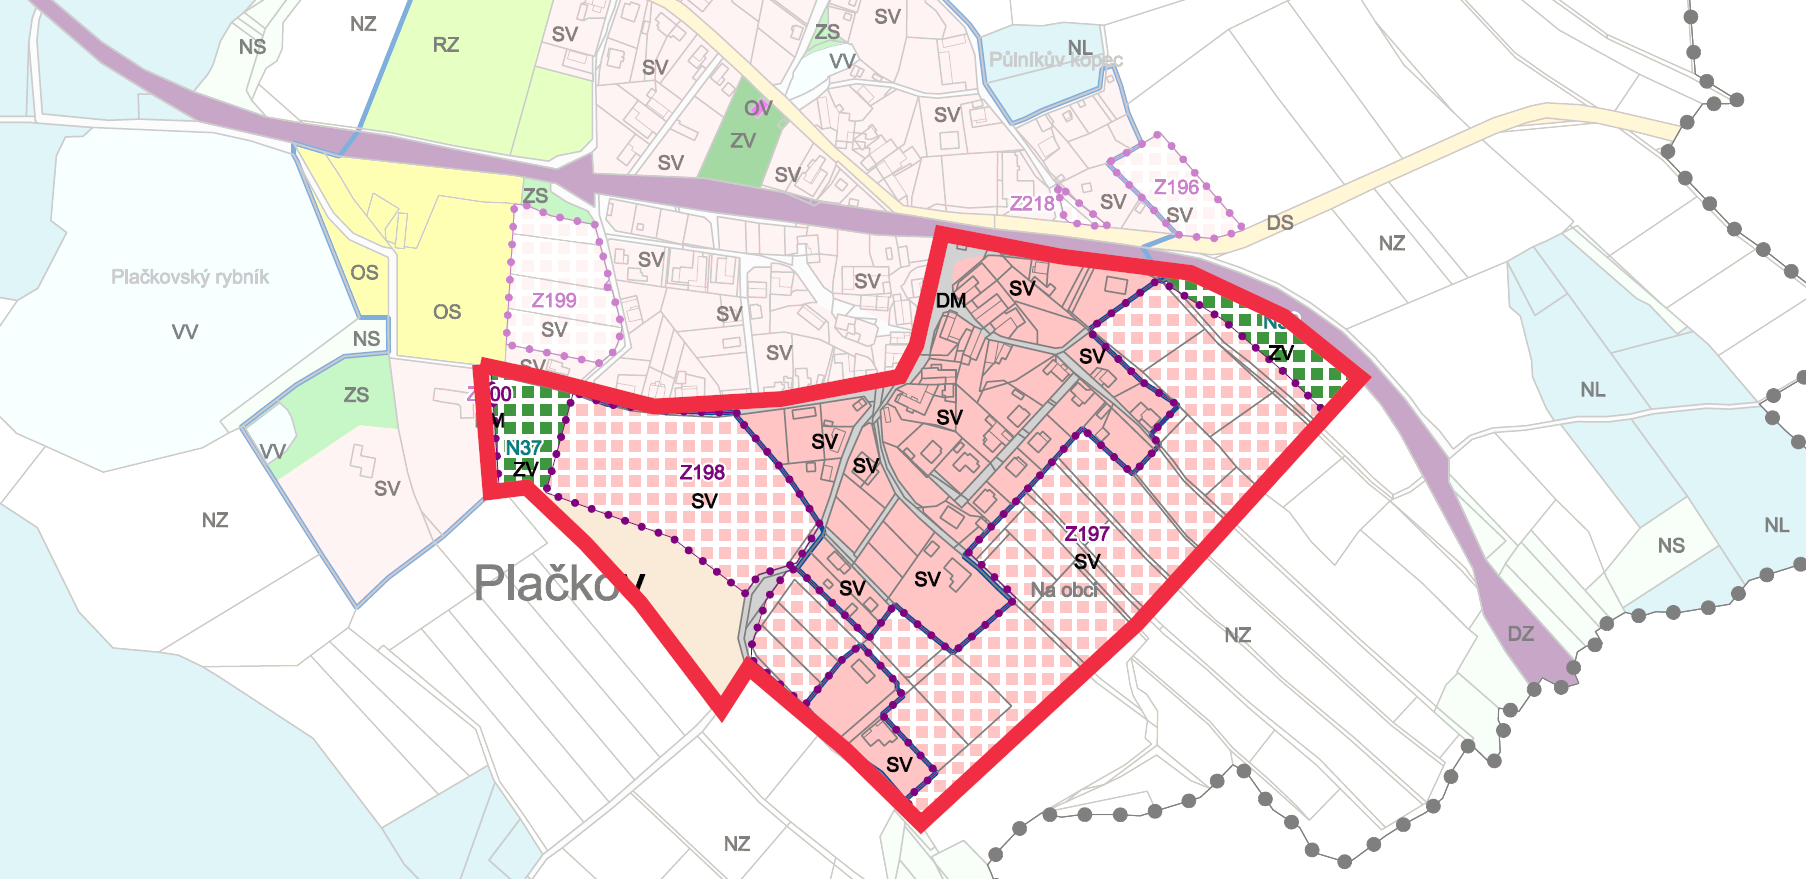 NZ
SV
SV
NS
RZ
ZS
NL
Půlníkův kopec
VV
SV
OV
SV
ZV
SV
SV
Z196
ZS
Z218
SV
SV
DS
NZ
SV
Plačkovský rybník
OS
SV
SV
DM
Z199
OS
SV
VV
SV
NS
SV
SV
ZV
SV
NL
ZS
SV
N37
ZV
SV
SV
VV
Z198
SV
SV
SV
NZ
NL
Z197
SV
NS
Plačkov
SV
SV
Na obci
NZ
DZ
SV
NZ